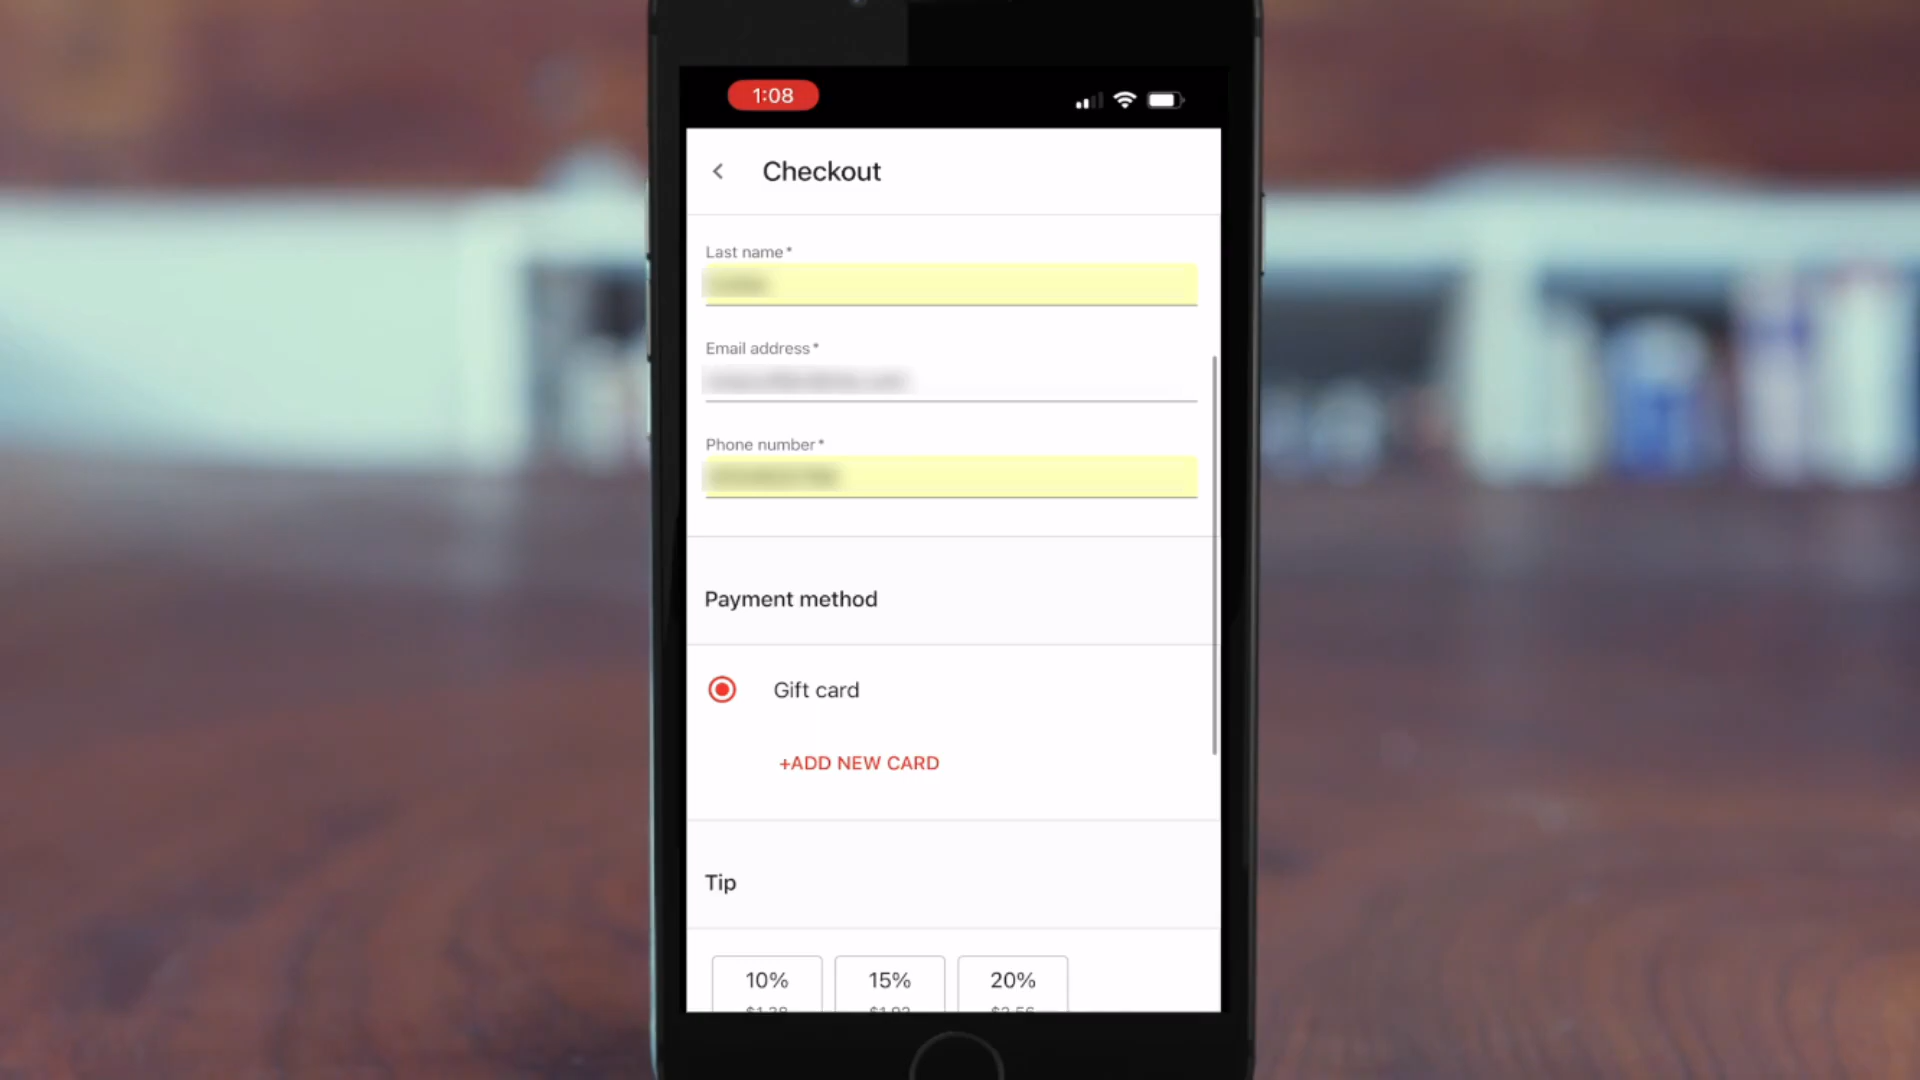 1:08
Checkout
Last name*
Email address*
Phone number*
Payment method
Gift card
+ADD NEW CARD
Tip
10% 15% 20%